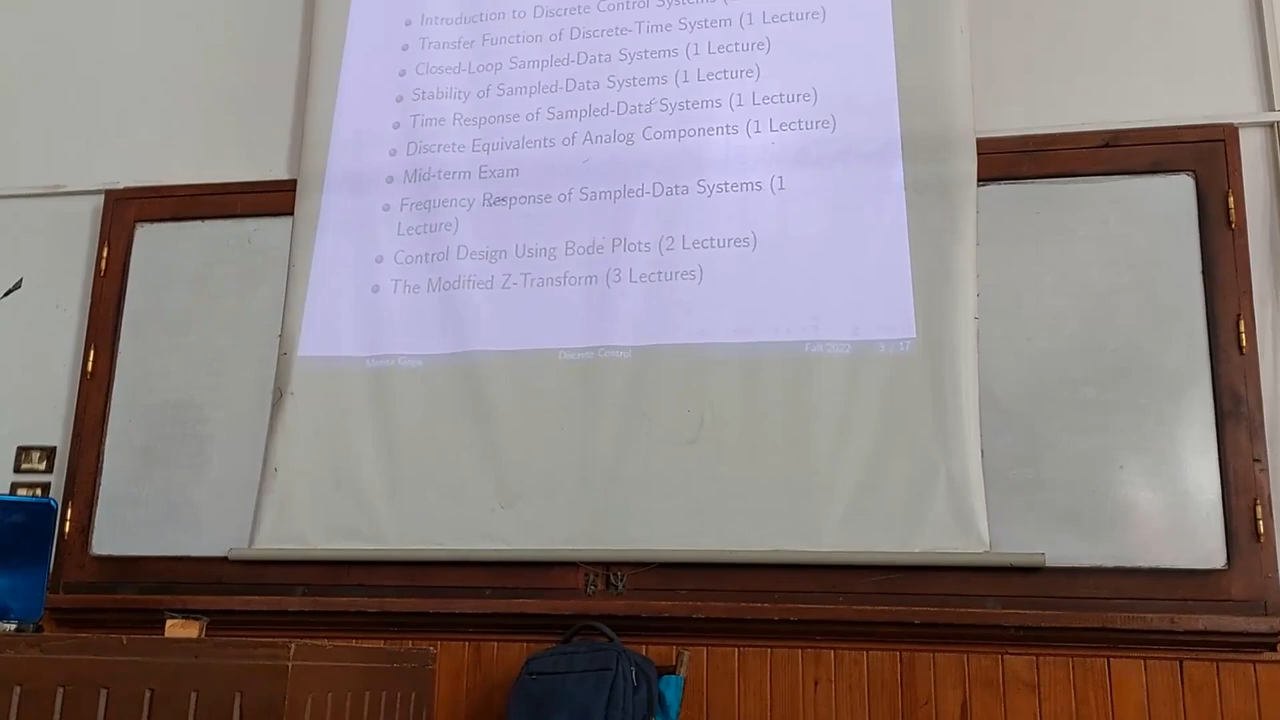 Introduction to Discrete Control Systems
Transfer Function of Discrete-Time System (1 Lecture)
Closed-Loop Sampled-Data Systems (1 Lecture)
Stability of Sampled-Data Systems (1 Lecture)
Time Response of Sampled-Data Systems (1 Lecture)
Discrete Equivalents of Analog Components (1 Lecture)
Mid-term Exam
Frequency Response of Sampled-Data Systems (1
Lecture)
Control Design Using Bode Plots (2 Lectures)
The Modified Z-Transform (3 Lectures)
Discrete Control Fall 2022 3 / 17